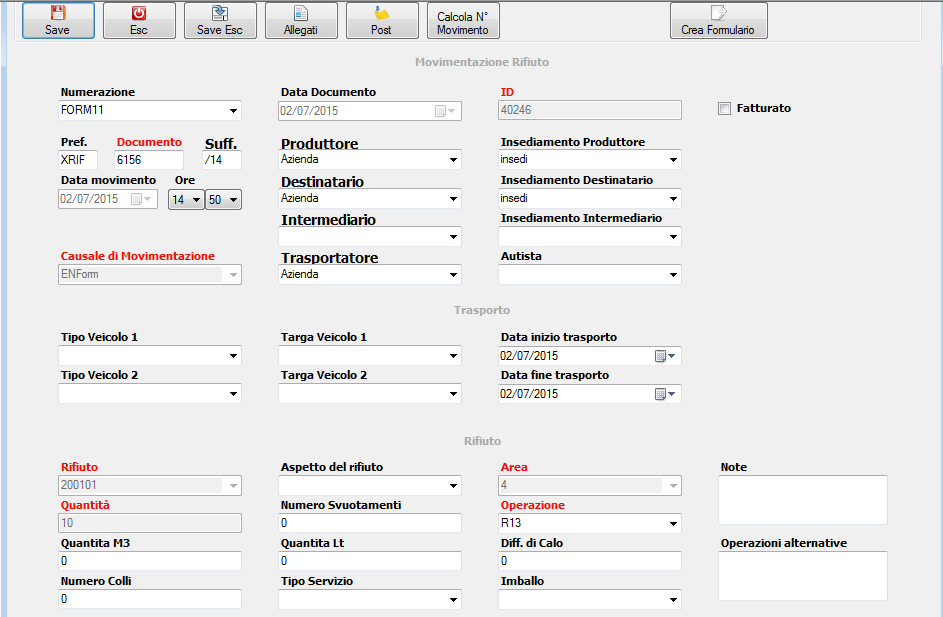 Save Esc Save Esc Allegati Post Calcola N° Movimento Crea Formulario
Movimentazione Rifiuto
Numerazione Data Documento ID
FORM11 02/07/2015 40246 Fatturato
Pref. Documento Suff. Produttore Insediamento Produttore
XRIF 6156 /14 Azienda insedi
Data movimento Ore Destinatario Insediamento Destinatario
02/07/2015 14 50 Azienda insedi
Intermediario Insediamento Intermediario
Causale di Movimentazione Trasportatore Autista
ENForm Azienda
Trasporto
Tipo Veicolo 1 Targa Veicolo 1 Data inizio trasporto
02/07/2015
Tipo Veicolo 2 Targa Veicolo 2 Data fine trasporto
02/07/2015
Rifiuto
Rifiuto Aspetto del rifiuto Area Note
200101 4
Quantità Numero Svuotamenti Operazione
10 0 R13
Quantita M3 Quantita Lt Diff. di Calo Operazioni alternative
0 0 0
Numero Colli Tipo Servizio Imballo
0